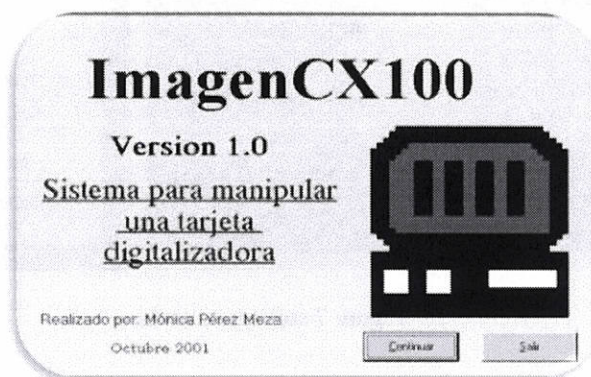 ImagenCX100
Version 1.0
Sistema para manipular
una tarjeta
digitalizadora
Realizado por: Mónica Pérez Meza
Octubre 2001
Continuar
Salir